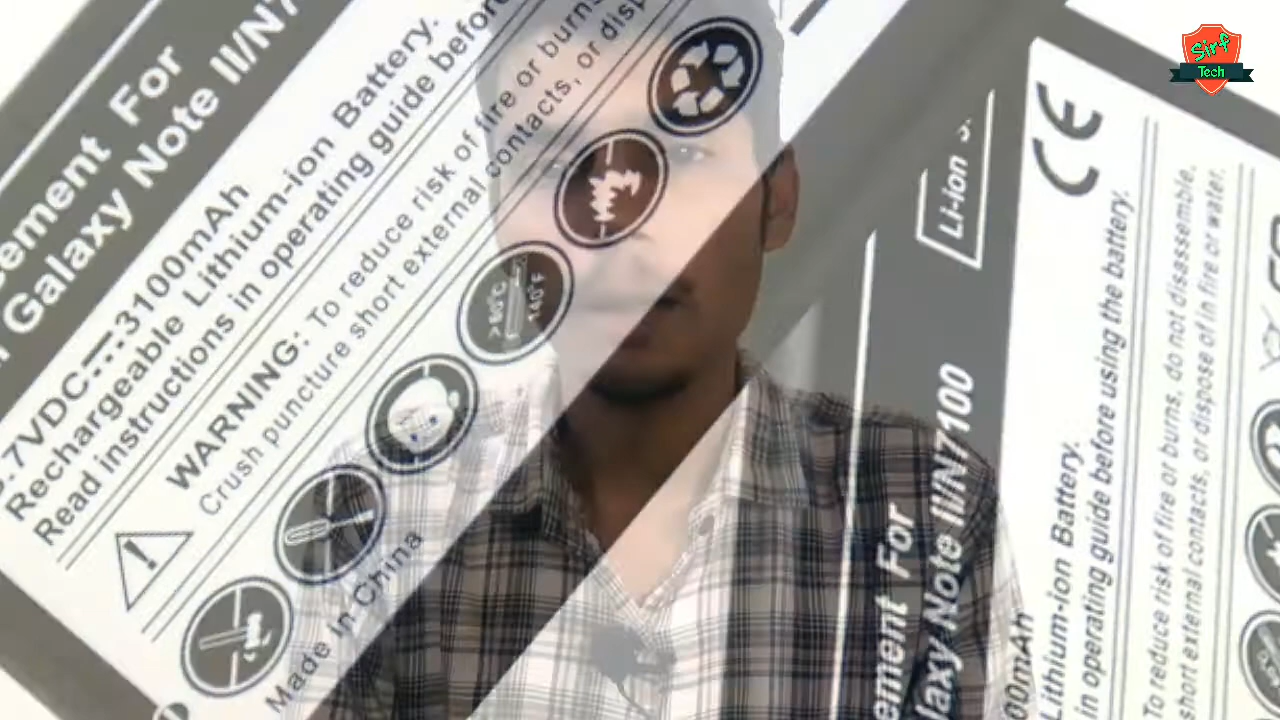 cement For
Galaxy Note II/N7
.7VDC 3100mAh
Rechargeable Lithium-ion Battery.
Read instructions in operating guide before
WARNING: To reduce risk of fire or burns
Crush puncture short external contacts, or disp
>60°C
140°F
Made in China
Sirf
Tech
Li-ion
CE
ement For
laxy Note II/N7100
00mAh
Lithium-ion Battery.
in operating guide before using the battery.
To reduce risk of fire or burns, do not disassemble,
short external contacts, or dispose of in fire or water.